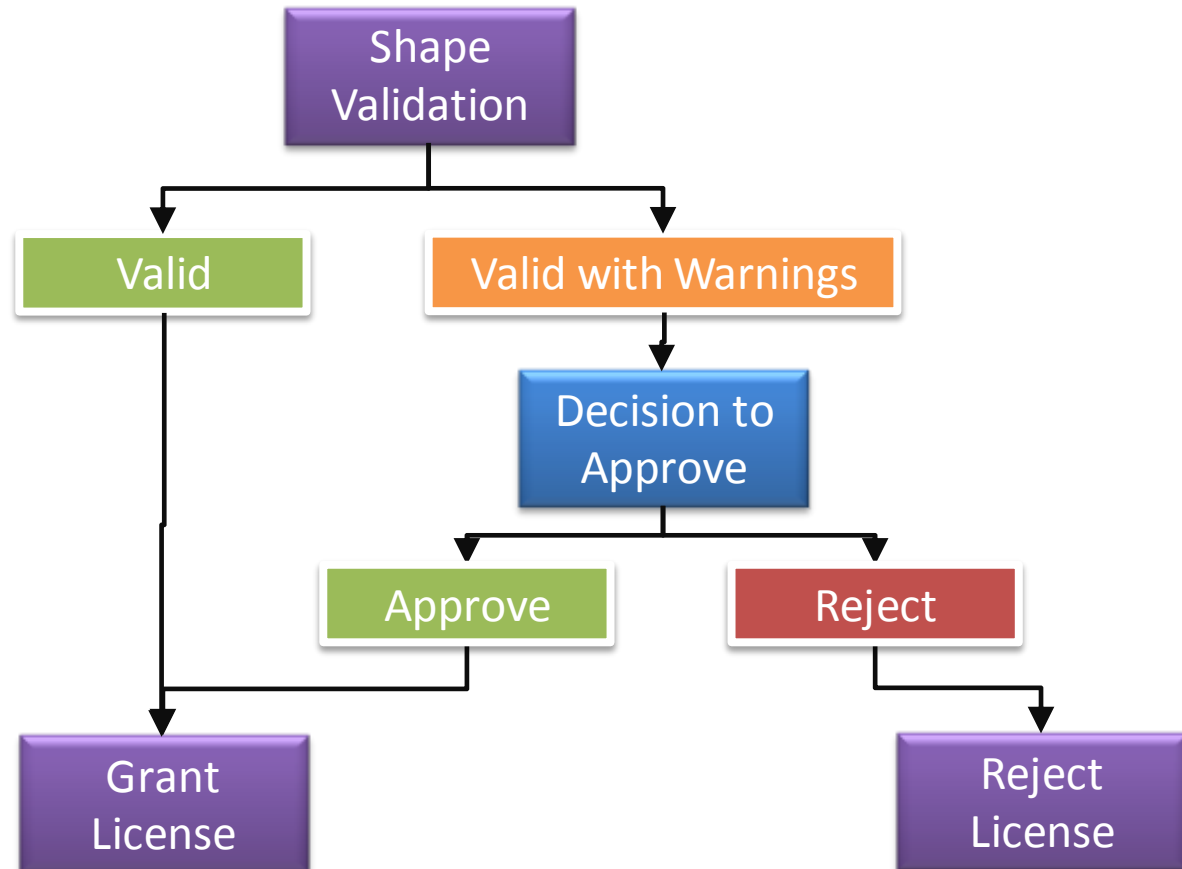 Shape
Validation
Valid
Valid with Warnings
Decision to
Approve
Approve
Reject
Grant
License
Reject
License